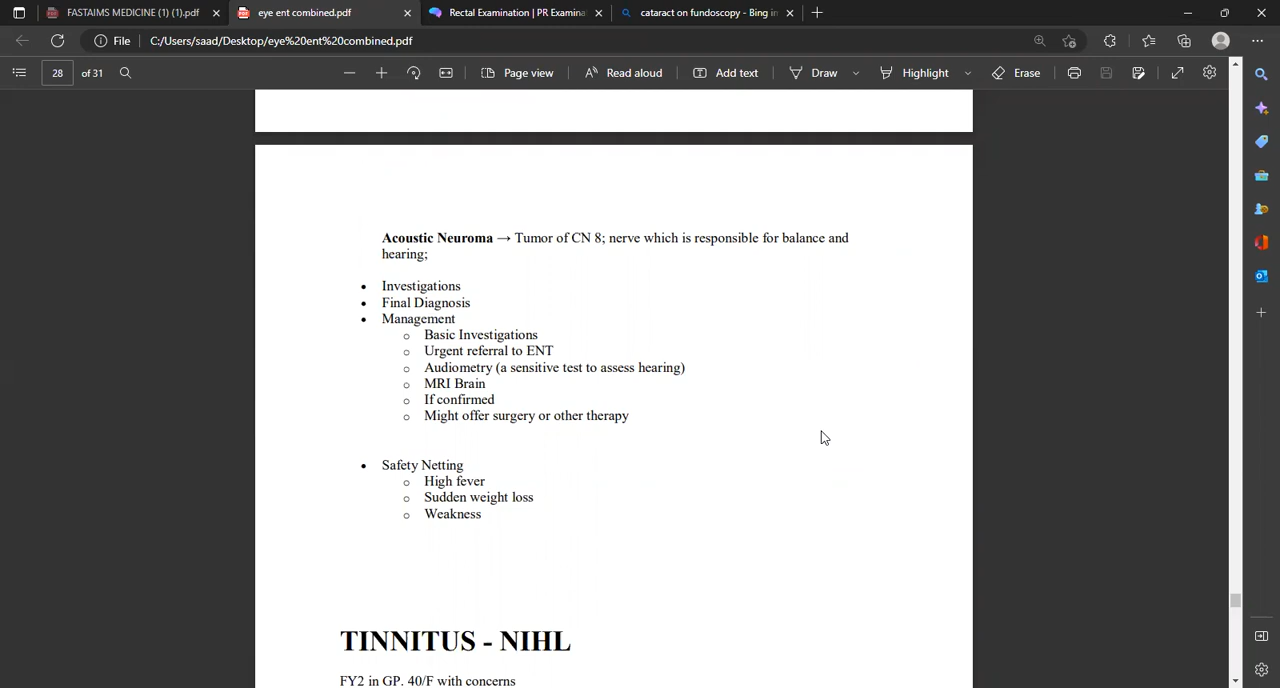 FASTAIMS MEDICINE (1) (1).pdf
eye ent combined.pdf
Rectal Examination | PR Examina
cataract on fundoscopy - Bing in
File
C:/Users/saad/Desktop/eye%20ent%20combined.pdf
28 of 31
Page view
Read aloud
Add text
Draw
Highlight
Erase
Acoustic Neuroma → Tumor of CN 8; nerve which is responsible for balance and
hearing;
• Investigations
• Final Diagnosis
• Management
o Basic Investigations
o Urgent referral to ENT
o Audiometry (a sensitive test to assess hearing)
o MRI Brain
o If confirmed
o Might offer surgery or other therapy
• Safety Netting
o High fever
o Sudden weight loss
o Weakness
TINNITUS - NIHL
FY2 in GP. 40/F with concerns